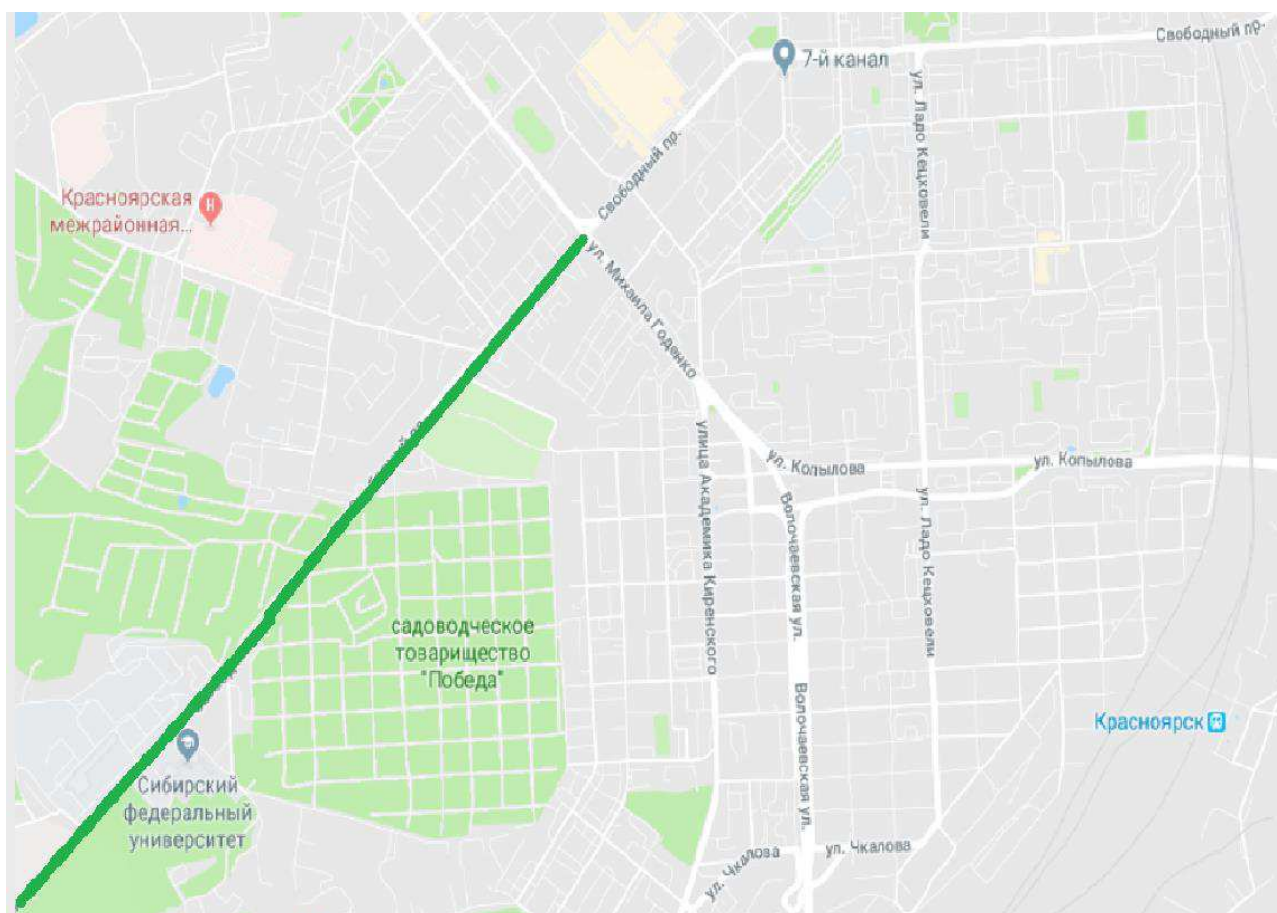 Свободный пр.
7-й канал
ул. Ладо Кецховели
Свободный пр.
Красноярская
межрайонная...
H
ул. Михаила Годенко
улица Академика Киренского
ул. Копылова
ул. Копылова
Волочаевская ул.
ул. Ладо Кецховели
садоводческое
товарищество
"Победа"
Волочаевская ул.
Красноярск
Сибирский
федеральный
университет
ул. Чкалова
ул. Чкалова